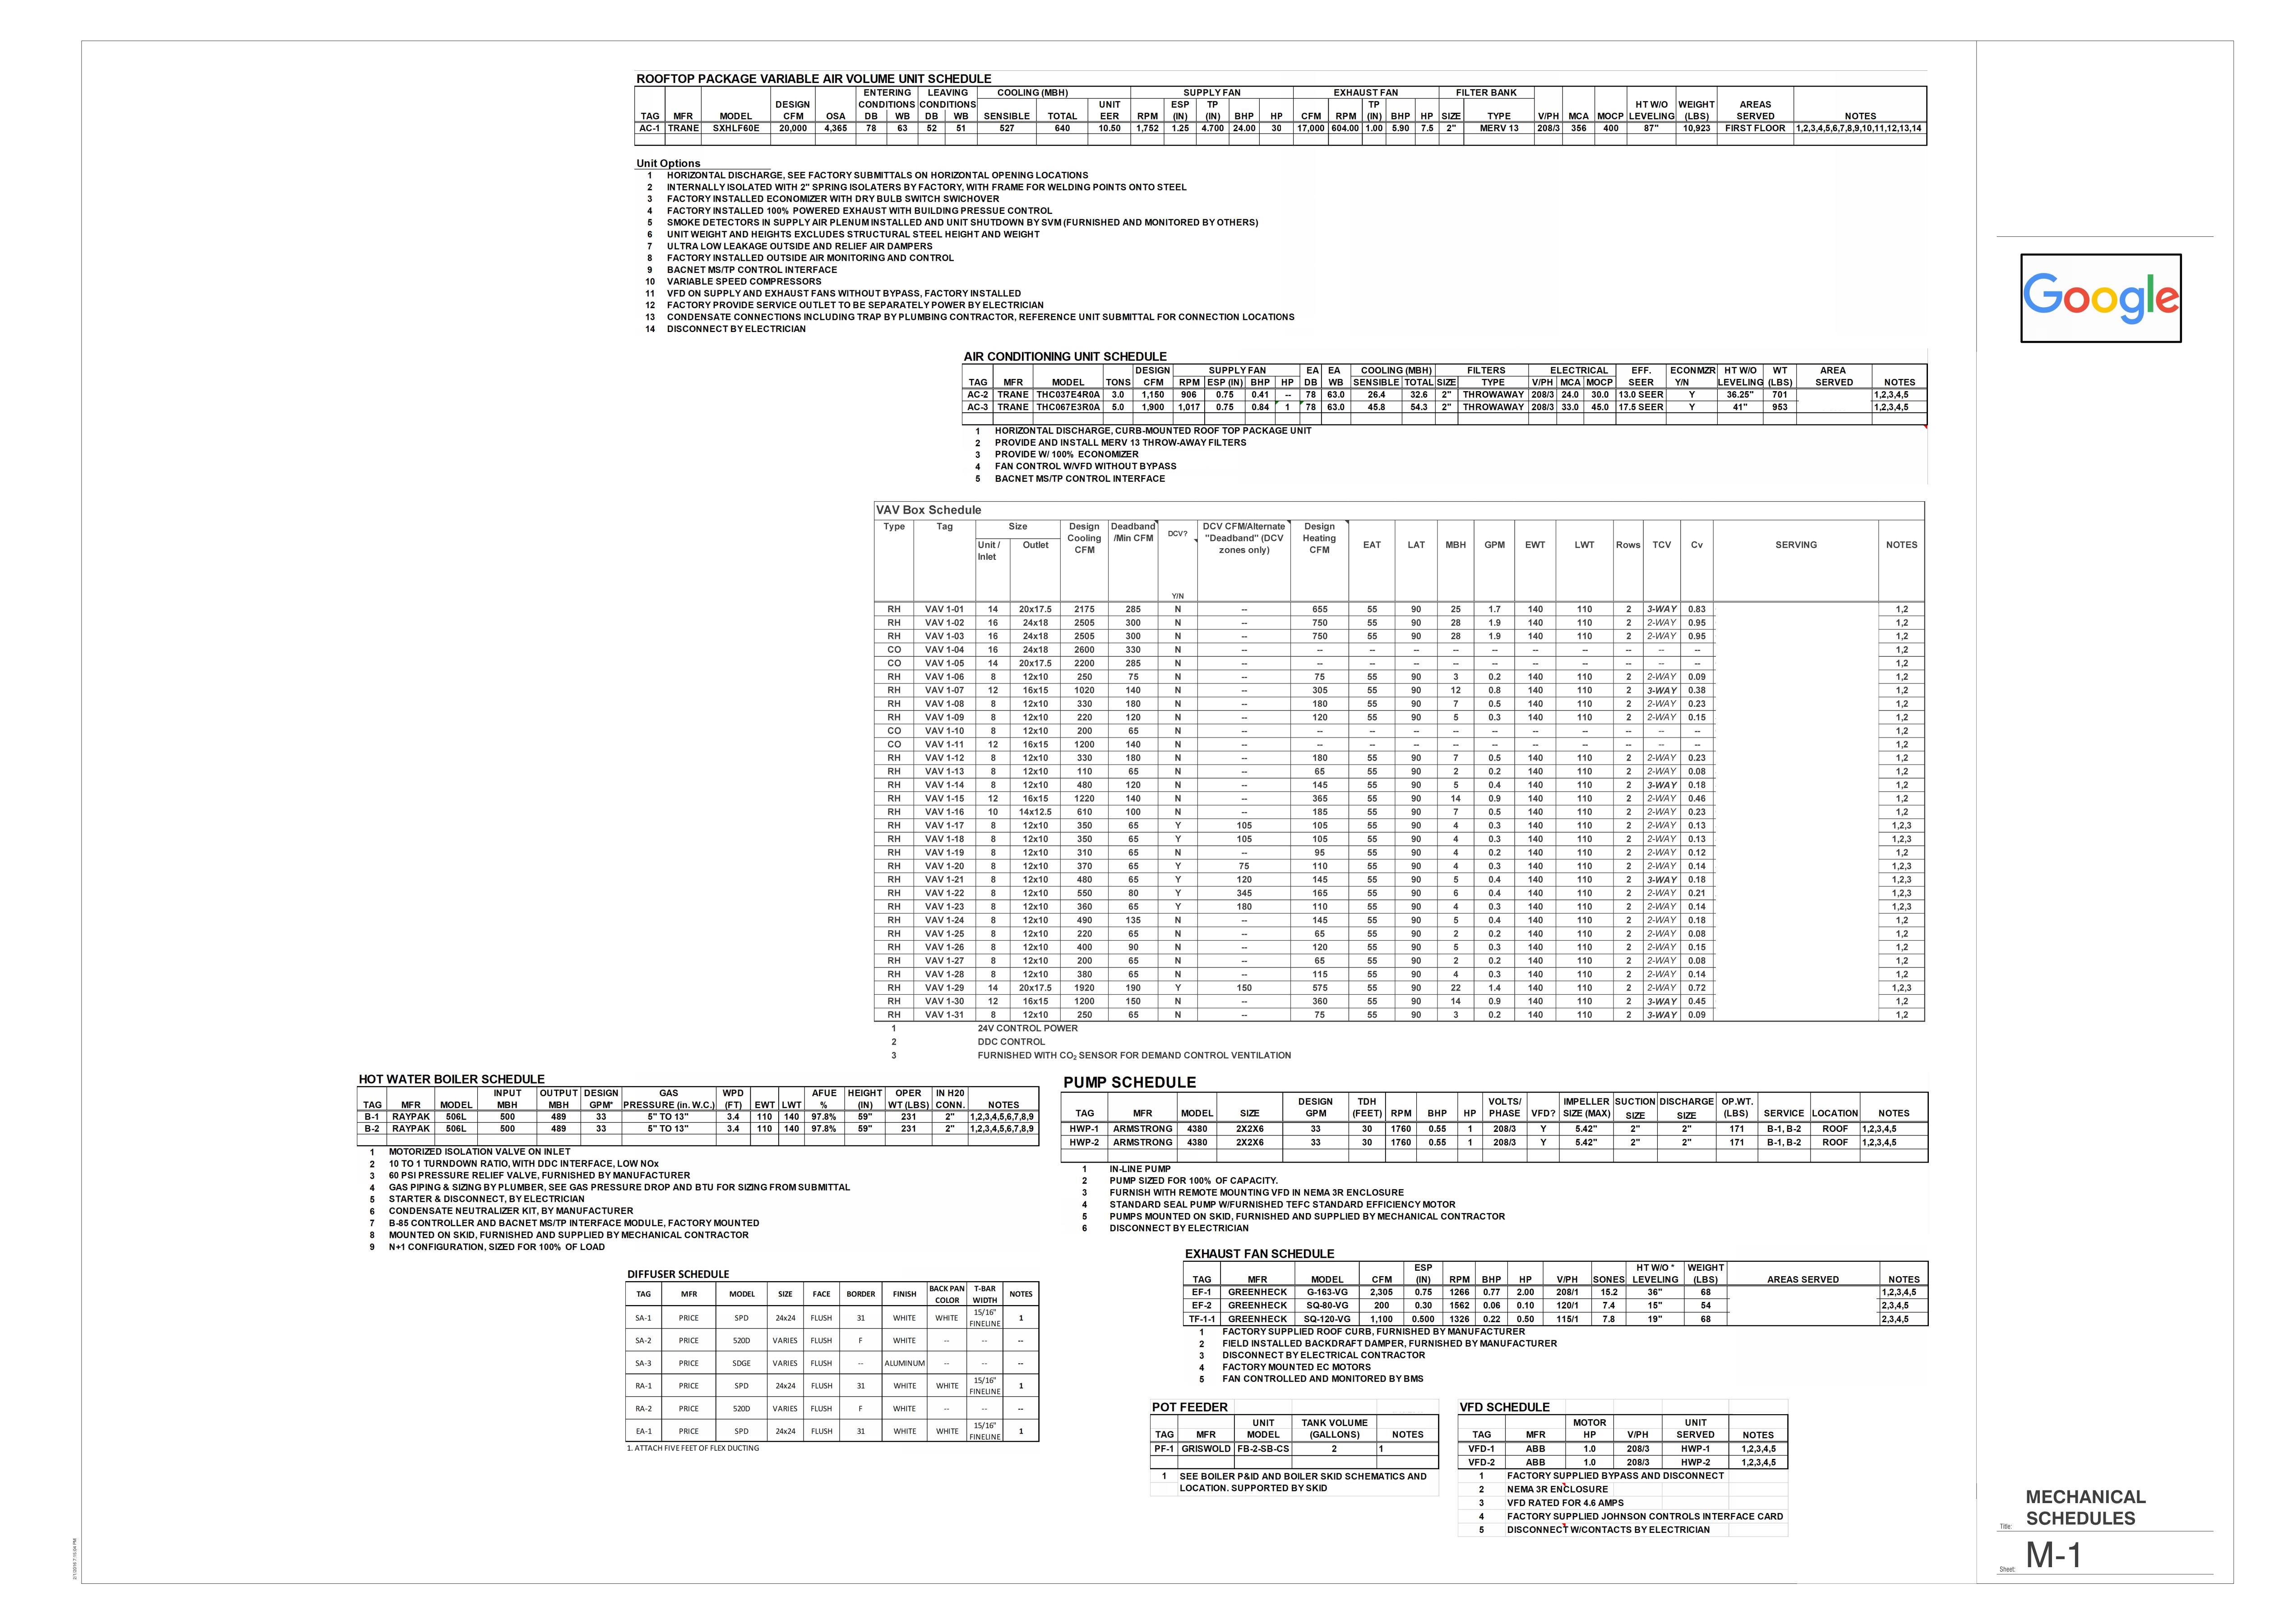 ROOFTOP PACKAGE VARIABLE AIR VOLUME UNIT SCHEDULE
ENTERING LEAVING COOLING (MBH) SUPPLY FAN EXHAUST FAN FILTER BANK
DESIGN CONDITIONS CONDITIONS UNIT ESP TP TP HT W/O WEIGHT AREAS
TAG MFR MODEL CFM OSA DB WB DB WB SENSIBLE TOTAL EER RPM (IN) (IN) BHP HP CFM RPM (IN) BHP HP SIZE TYPE V/PH MCA MOCP LEVELING (LBS) SERVED NOTES
AC-1 TRANE SXHLF60E 20,000 4,365 78 63 52 51 527 640 10.50 1,752 1.25 4.700 24.00 30 17,000 604.00 1.00 5.90 7.5 2" MERV 13 208/3 356 400 87" 10,923 FIRST FLOOR 1,2,3,4,5,6,7,8,9,10,11,12,13,14
Unit Options
1 HORIZONTAL DISCHARGE, SEE FACTORY SUBMITTALS ON HORIZONTAL OPENING LOCATIONS
2 INTERNALLY ISOLATED WITH 2" SPRING ISOLATERS BY FACTORY, WITH FRAME FOR WELDING POINTS ONTO STEEL
3 FACTORY INSTALLED ECONOMIZER WITH DRY BULB SWITCH SWICHOVER
4 FACTORY INSTALLED 100% POWERED EXHAUST WITH BUILDING PRESSUE CONTROL
5 SMOKE DETECTORS IN SUPPLY AIR PLENUM INSTALLED AND UNIT SHUTDOWN BY SVM (FURNISHED AND MONITORED BY OTHERS)
6 UNIT WEIGHT AND HEIGHTS EXCLUDES STRUCTURAL STEEL HEIGHT AND WEIGHT
7 ULTRA LOW LEAKAGE OUTSIDE AND RELIEF AIR DAMPERS
8 FACTORY INSTALLED OUTSIDE AIR MONITORING AND CONTROL
9 BACNET MS/TP CONTROL INTERFACE
10 VARIABLE SPEED COMPRESSORS
11 VFD ON SUPPLY AND EXHAUST FANS WITHOUT BYPASS, FACTORY INSTALLED
12 FACTORY PROVIDE SERVICE OUTLET TO BE SEPARATELY POWER BY ELECTRICIAN
13 CONDENSATE CONNECTIONS INCLUDING TRAP BY PLUMBING CONTRACTOR, REFERENCE UNIT SUBMITTAL FOR CONNECTION LOCATIONS
14 DISCONNECT BY ELECTRICIAN
AIR CONDITIONING UNIT SCHEDULE
DESIGN SUPPLY FAN EA EA COOLING (MBH) FILTERS ELECTRICAL EFF. ECONMZR HT W/O WT AREA
TAG MFR MODEL TONS CFM RPM ESP (IN) BHP HP DB WB SENSIBLE TOTAL SIZE TYPE V/PH MCA MOCP SEER Y/N LEVELING (LBS) SERVED NOTES
AC-2 TRANE THC037E4R0A 3.0 1,150 906 0.75 0.41 -- 78 63.0 26.4 32.6 2" THROWAWAY 208/3 24.0 30.0 13.0 SEER Y 36.25" 701 1,2,3,4,5
AC-3 TRANE THC067E3R0A 5.0 1,900 1,017 0.75 0.84 1 78 63.0 45.8 54.3 2" THROWAWAY 208/3 33.0 45.0 17.5 SEER Y 41" 953 1,2,3,4,5
1 HORIZONTAL DISCHARGE, CURB-MOUNTED ROOF TOP PACKAGE UNIT
2 PROVIDE AND INSTALL MERV 13 THROW-AWAY FILTERS
3 PROVIDE W/ 100% ECONOMIZER
4 FAN CONTROL W/VFD WITHOUT BYPASS
5 BACNET MS/TP CONTROL INTERFACE
VAV Box Schedule
Type Tag Size Design Deadband DCV? DCV CFM/Alternate Design
Cooling /Min CFM "Deadband" (DCV Heating
Unit / Outlet CFM zones only) CFM EAT LAT MBH GPM EWT LWT Rows TCV Cv SERVING NOTES
Inlet
Y/N
RH VAV 1-01 14 20x17.5 2175 285 N -- 655 55 90 25 1.7 140 110 2 3-WAY 0.83 1,2
RH VAV 1-02 16 24x18 2505 300 N -- 750 55 90 28 1.9 140 110 2 2-WAY 0.95 1,2
RH VAV 1-03 16 24x18 2505 300 N -- 750 55 90 28 1.9 140 110 2 2-WAY 0.95 1,2
CO VAV 1-04 16 24x18 2600 330 N -- -- -- -- -- -- -- -- -- -- -- 1,2
CO VAV 1-05 14 20x17.5 2200 285 N -- -- -- -- -- -- -- -- -- -- -- 1,2
RH VAV 1-06 8 12x10 250 75 N -- 75 55 90 3 0.2 140 110 2 2-WAY 0.09 1,2
RH VAV 1-07 12 16x15 1020 140 N -- 305 55 90 12 0.8 140 110 2 3-WAY 0.38 1,2
RH VAV 1-08 8 12x10 330 180 N -- 180 55 90 7 0.5 140 110 2 2-WAY 0.23 1,2
RH VAV 1-09 8 12x10 220 120 N -- 120 55 90 5 0.3 140 110 2 2-WAY 0.15 1,2
CO VAV 1-10 8 12x10 200 65 N -- -- -- -- -- -- -- -- -- -- -- 1,2
CO VAV 1-11 12 16x15 1200 140 N -- -- -- -- -- -- -- -- -- -- -- 1,2
RH VAV 1-12 8 12x10 330 180 N -- 180 55 90 7 0.5 140 110 2 2-WAY 0.23 1,2
RH VAV 1-13 8 12x10 110 65 N -- 65 55 90 2 0.2 140 110 2 2-WAY 0.08 1,2
RH VAV 1-14 8 12x10 480 120 N -- 145 55 90 5 0.4 140 110 2 3-WAY 0.18 1,2
RH VAV 1-15 12 16x15 1220 140 N -- 365 55 90 14 0.9 140 110 2 2-WAY 0.46 1,2
RH VAV 1-16 10 14x12.5 610 100 N -- 185 55 90 7 0.5 140 110 2 2-WAY 0.23 1,2
RH VAV 1-17 8 12x10 350 65 Y 105 105 55 90 4 0.3 140 110 2 2-WAY 0.13 1,2,3
RH VAV 1-18 8 12x10 350 65 Y 105 105 55 90 4 0.3 140 110 2 2-WAY 0.13 1,2,3
RH VAV 1-19 8 12x10 310 65 N -- 95 55 90 4 0.2 140 110 2 2-WAY 0.12 1,2
RH VAV 1-20 8 12x10 370 65 Y 75 110 55 90 4 0.3 140 110 2 2-WAY 0.14 1,2,3
RH VAV 1-21 8 12x10 480 65 Y 120 145 55 90 5 0.4 140 110 2 3-WAY 0.18 1,2,3
RH VAV 1-22 8 12x10 550 80 Y 345 165 55 90 6 0.4 140 110 2 2-WAY 0.21 1,2,3
RH VAV 1-23 8 12x10 360 65 Y 180 110 55 90 4 0.3 140 110 2 2-WAY 0.14 1,2,3
RH VAV 1-24 8 12x10 490 135 N -- 145 55 90 5 0.4 140 110 2 2-WAY 0.18 1,2
RH VAV 1-25 8 12x10 220 65 N -- 65 55 90 2 0.2 140 110 2 2-WAY 0.08 1,2
RH VAV 1-26 8 12x10 400 90 N -- 120 55 90 5 0.3 140 110 2 2-WAY 0.15 1,2
RH VAV 1-27 8 12x10 200 65 N -- 65 55 90 2 0.2 140 110 2 2-WAY 0.08 1,2
RH VAV 1-28 8 12x10 380 65 N -- 115 55 90 4 0.3 140 110 2 2-WAY 0.14 1,2
RH VAV 1-29 14 20x17.5 1920 190 Y 150 575 55 90 22 1.4 140 110 2 2-WAY 0.72 1,2,3
RH VAV 1-30 12 16x15 1200 150 N -- 360 55 90 14 0.9 140 110 2 3-WAY 0.45 1,2
RH VAV 1-31 8 12x10 250 65 N -- 75 55 90 3 0.2 140 110 2 3-WAY 0.09 1,2
1 24V CONTROL POWER
2 DDC CONTROL
3 FURNISHED WITH CO₂ SENSOR FOR DEMAND CONTROL VENTILATION
HOT WATER BOILER SCHEDULE
INPUT OUTPUT DESIGN GAS WPD AFUE HEIGHT OPER IN H20
TAG MFR MODEL MBH MBH GPM* PRESSURE (in. W.C.) (FT) EWT LWT % (IN) WT (LBS) CONN. NOTES
B-1 RAYPAK 506L 500 489 33 5" TO 13" 3.4 110 140 97.8% 59" 231 2" 1,2,3,4,5,6,7,8,9
B-2 RAYPAK 506L 500 489 33 5" TO 13" 3.4 110 140 97.8% 59" 231 2" 1,2,3,4,5,6,7,8,9
1 MOTORIZED ISOLATION VALVE ON INLET
2 10 TO 1 TURNDOWN RATIO, WITH DDC INTERFACE, LOW NOx
3 60 PSI PRESSURE RELIEF VALVE, FURNISHED BY MANUFACTURER
4 GAS PIPING & SIZING BY PLUMBER, SEE GAS PRESSURE DROP AND BTU FOR SIZING FROM SUBMITTAL
5 STARTER & DISCONNECT, BY ELECTRICIAN
6 CONDENSATE NEUTRALIZER KIT, BY MANUFACTURER
7 B-85 CONTROLLER AND BACNET MS/TP INTERFACE MODULE, FACTORY MOUNTED
8 MOUNTED ON SKID, FURNISHED AND SUPPLIED BY MECHANICAL CONTRACTOR
9 N+1 CONFIGURATION, SIZED FOR 100% OF LOAD
PUMP SCHEDULE
DESIGN TDH VOLTS/ IMPELLER SUCTION DISCHARGE OP.WT.
TAG MFR MODEL SIZE GPM (FEET) RPM BHP HP PHASE VFD? SIZE (MAX) SIZE SIZE (LBS) SERVICE LOCATION NOTES
HWP-1 ARMSTRONG 4380 2X2X6 33 30 1760 0.55 1 208/3 Y 5.42" 2" 2" 171 B-1, B-2 ROOF 1,2,3,4,5
HWP-2 ARMSTRONG 4380 2X2X6 33 30 1760 0.55 1 208/3 Y 5.42" 2" 2" 171 B-1, B-2 ROOF 1,2,3,4,5
1 IN-LINE PUMP
2 PUMP SIZED FOR 100% OF CAPACITY.
3 FURNISH WITH REMOTE MOUNTING VFD IN NEMA 3R ENCLOSURE
4 STANDARD SEAL PUMP W/FURNISHED TEFC STANDARD EFFICIENCY MOTOR
5 PUMPS MOUNTED ON SKID, FURNISHED AND SUPPLIED BY MECHANICAL CONTRACTOR
6 DISCONNECT BY ELECTRICIAN
EXHAUST FAN SCHEDULE
ESP HT W/O * WEIGHT
TAG MFR MODEL CFM (IN) RPM BHP HP V/PH SONES LEVELING (LBS) AREAS SERVED NOTES
EF-1 GREENHECK G-163-VG 2,305 0.75 1266 0.77 2.00 208/1 15.2 36" 68 1,2,3,4,5
EF-2 GREENHECK SQ-80-VG 200 0.30 1562 0.06 0.10 120/1 7.4 15" 54 2,3,4,5
TF-1-1 GREENHECK SQ-120-VG 1,100 0.500 1326 0.22 0.50 115/1 7.8 19" 68 2,3,4,5
1 FACTORY SUPPLIED ROOF CURB, FURNISHED BY MANUFACTURER
2 FIELD INSTALLED BACKDRAFT DAMPER, FURNISHED BY MANUFACTURER
3 DISCONNECT BY ELECTRICAL CONTRACTOR
4 FACTORY MOUNTED EC MOTORS
5 FAN CONTROLLED AND MONITORED BY BMS
DIFFUSER SCHEDULE
TAG MFR MODEL SIZE FACE BORDER FINISH BACK PAN COLOR T-BAR WIDTH NOTES
SA-1 PRICE SPD 24x24 FLUSH 31 WHITE WHITE 15/16" FINELINE 1
SA-2 PRICE 520D VARIES FLUSH F WHITE -- -- --
SA-3 PRICE SDGE VARIES FLUSH -- ALUMINUM -- -- --
RA-1 PRICE SPD 24x24 FLUSH 31 WHITE WHITE 15/16" FINELINE 1
RA-2 PRICE 520D VARIES FLUSH F WHITE -- -- --
EA-1 PRICE SPD 24x24 FLUSH 31 WHITE WHITE 15/16" FINELINE 1
1. ATTACH FIVE FEET OF FLEX DUCTING
POT FEEDER
UNIT TANK VOLUME
TAG MFR MODEL (GALLONS) NOTES
PF-1 GRISWOLD FB-2-SB-CS 2 1
1 SEE BOILER P&ID AND BOILER SKID SCHEMATICS AND
LOCATION. SUPPORTED BY SKID
VFD SCHEDULE
MOTOR UNIT
TAG MFR HP V/PH SERVED NOTES
VFD-1 ABB 1.0 208/3 HWP-1 1,2,3,4,5
VFD-2 ABB 1.0 208/3 HWP-2 1,2,3,4,5
1 FACTORY SUPPLIED BYPASS AND DISCONNECT
2 NEMA 3R ENCLOSURE
3 VFD RATED FOR 4.6 AMPS
4 FACTORY SUPPLIED JOHNSON CONTROLS INTERFACE CARD
5 DISCONNECT W/CONTACTS BY ELECTRICIAN
Google
Title: MECHANICAL
SCHEDULES
Sheet: M-1